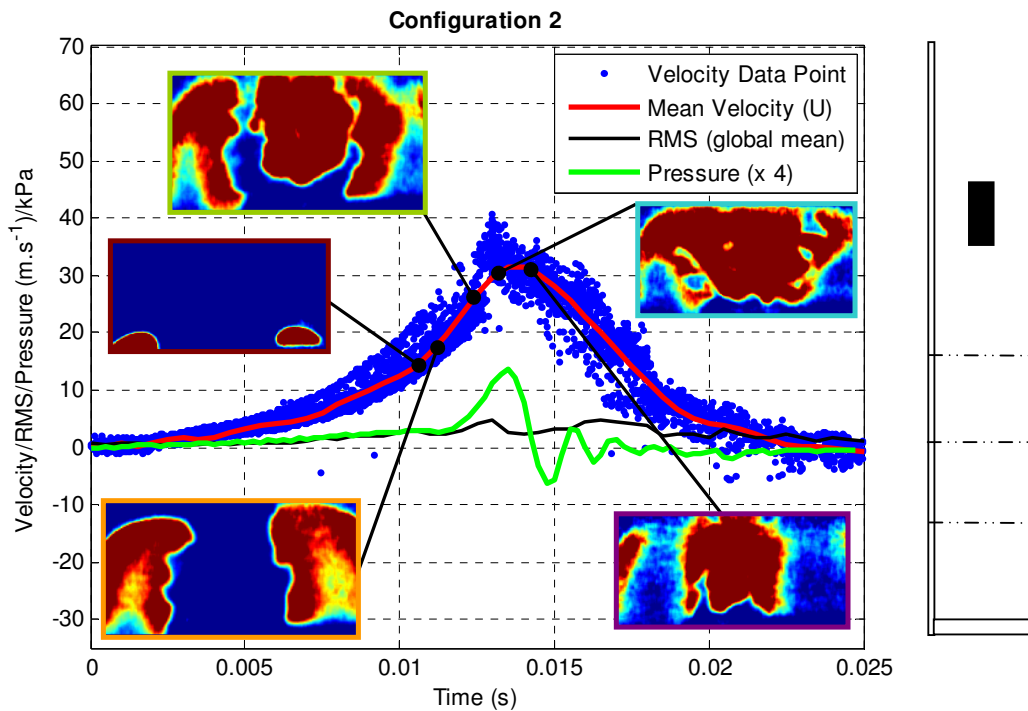 Configuration 2
70
60
50
40
30
20
10
0
-10
-20
-30
Velocity/RMS/Pressure (m.s⁻¹)/kPa
Velocity Data Point
Mean Velocity (U)
RMS (global mean)
Pressure (x 4)
0 0.005 0.01 0.015 0.02 0.025
Time (s)